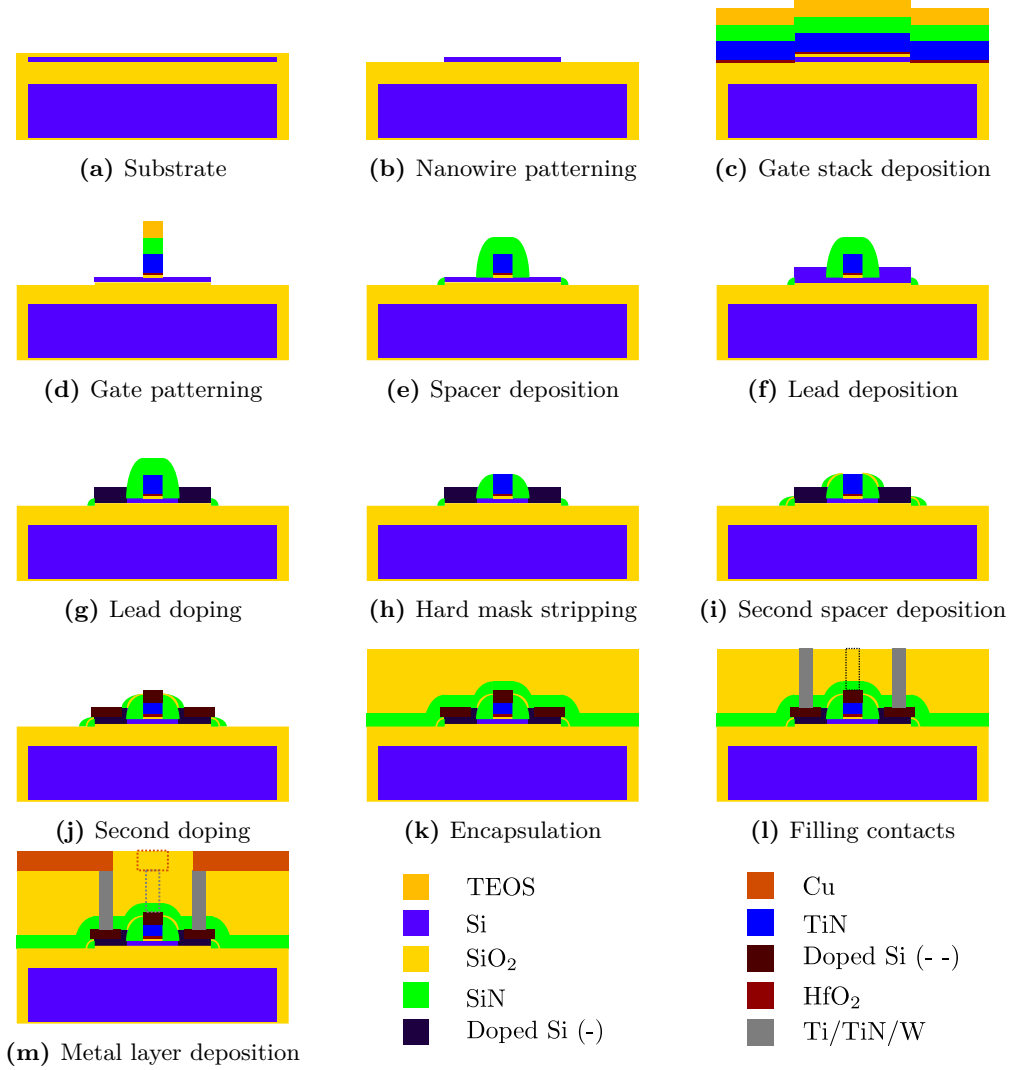 (a) Substrate
(b) Nanowire patterning
(c) Gate stack deposition
(d) Gate patterning
(e) Spacer deposition
(f) Lead deposition
(g) Lead doping
(h) Hard mask stripping
(i) Second spacer deposition
(j) Second doping
(k) Encapsulation
(l) Filling contacts
(m) Metal layer deposition
TEOS
Si
SiO₂
SiN
Doped Si (-)
Cu
TiN
Doped Si (- -)
HfO₂
Ti/TiN/W